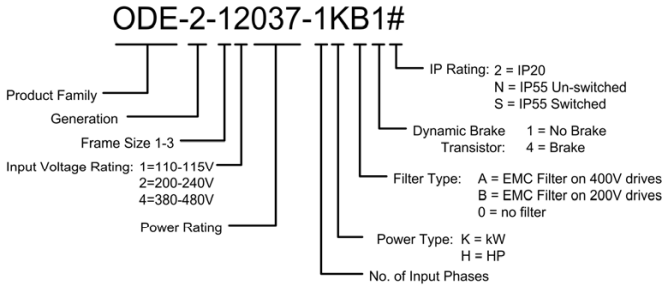 ODE-2-12037-1KB1#
IP Rating: 2 = IP20
N = IP55 Un-switched
S = IP55 Switched
Product Family
Generation
Dynamic Brake 1 = No Brake
Transistor: 4 = Brake
Frame Size 1-3
Input Voltage Rating: 1=110-115V
2=200-240V
4=380-480V
Filter Type: A = EMC Filter on 400V drives
B = EMC Filter on 200V drives
0 = no filter
Power Rating
Power Type: K = kW
H = HP
No. of Input Phases